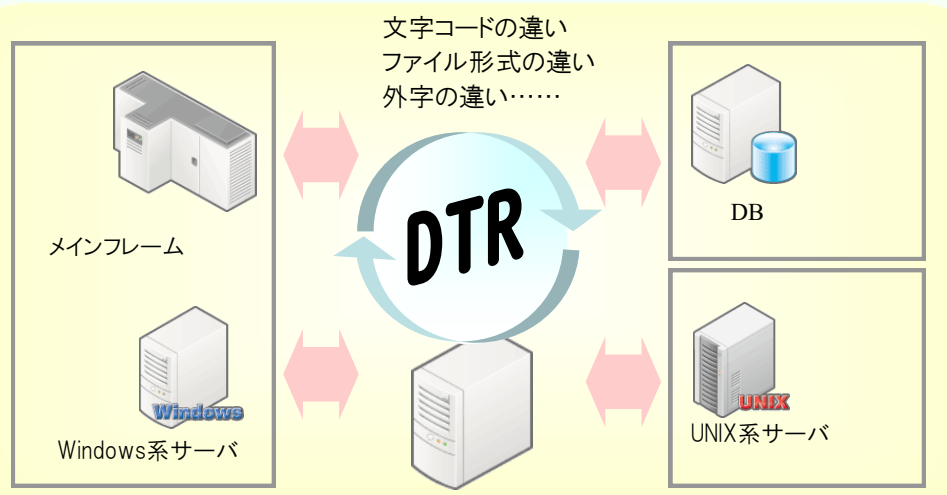 文字コードの違い
ファイル形式の違い
外字の違い……
DTR
DB
メインフレーム
Windows
Windows系サーバ
UNIX
UNIX系サーバ